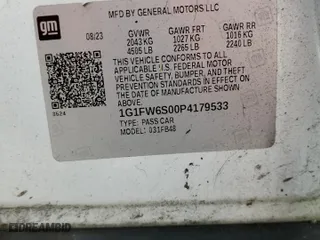 MFD BY GENERAL MOTORS LLC
gm
08/23
GVWR GAWR FRT GAWR RR
2043 KG 1027 KG 1016 KG
4505 LB 2265 LB 2240 LB
THIS VEHICLE CONFORMS TO ALL
APPLICABLE U.S. FEDERAL MOTOR
VEHICLE SAFETY, BUMPER, AND THEFT
PREVENTION STANDARDS IN EFFECT ON
THE DATE OF MANUFACTURE SHOWN ABOVE.
1G1FW6S00P4179533
TYPE: PASS CAR
MODEL: 031FB48